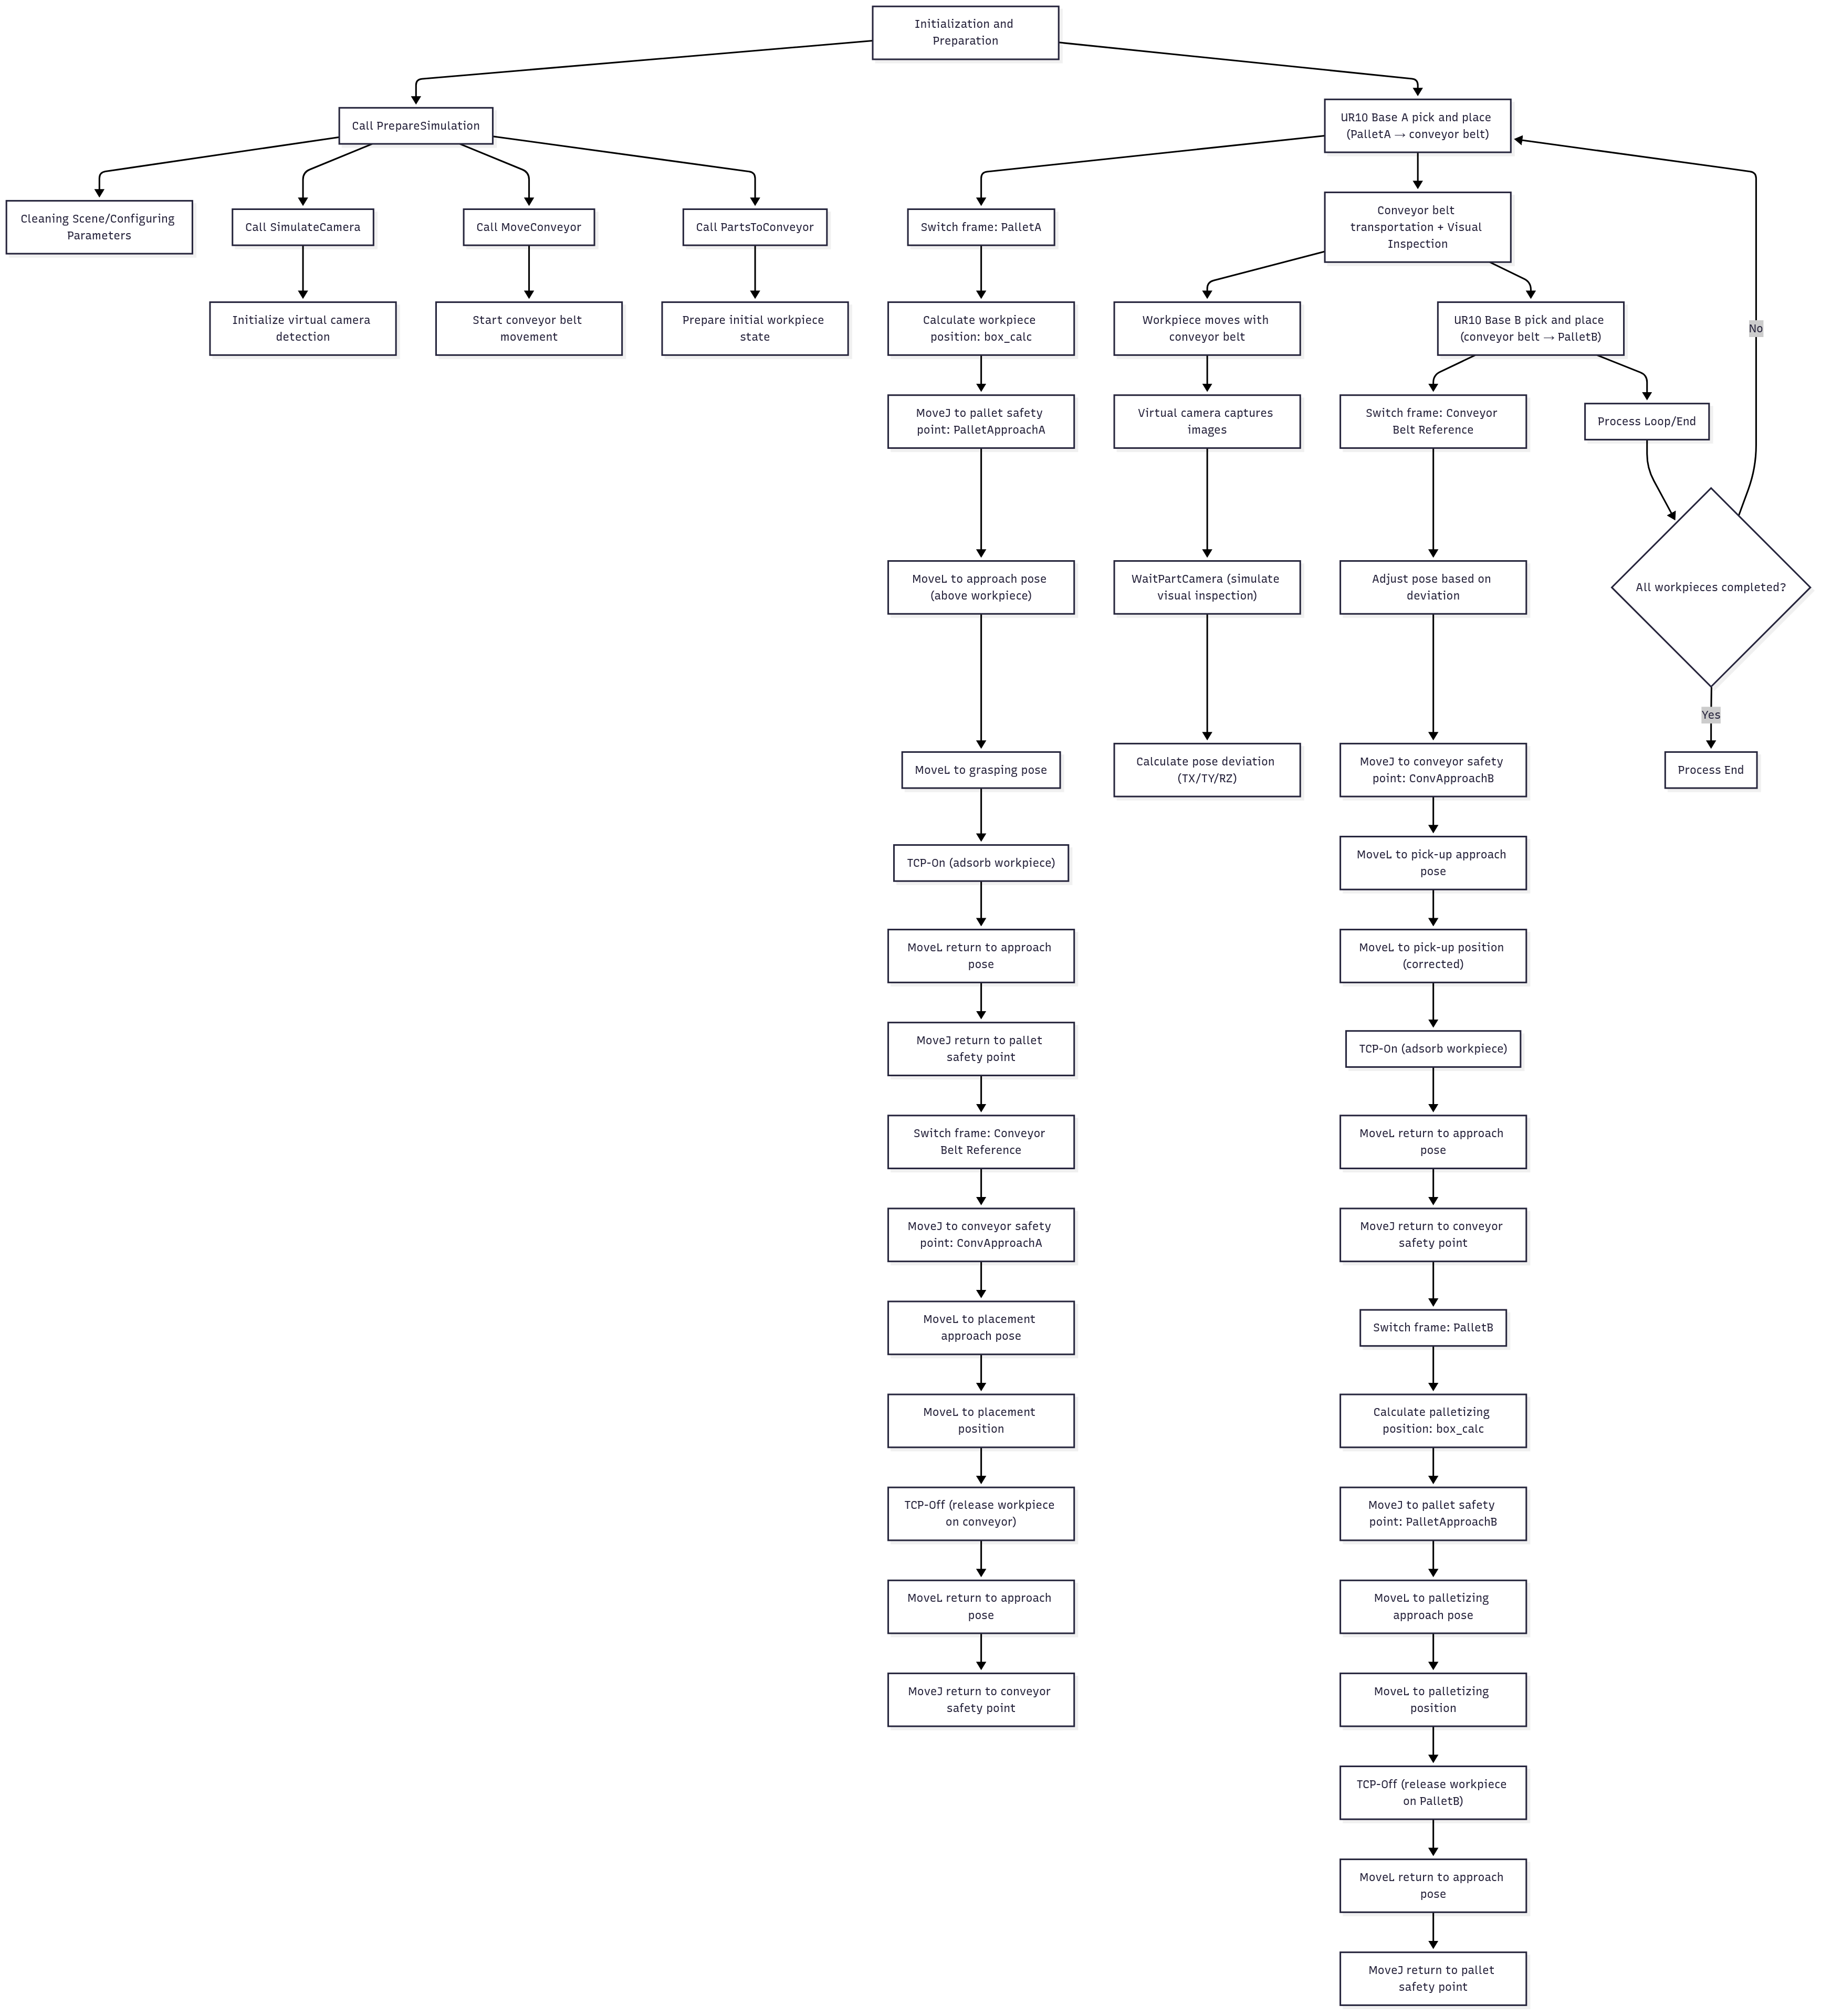 Initialization and
Preparation
Call PrepareSimulation
UR10 Base A pick and place
(PalletA → conveyor belt)
Cleaning Scene/Configuring
Parameters
Call SimulateCamera
Call MoveConveyor
Call PartsToConveyor
Switch frame: PalletA
Conveyor belt
transportation + Visual
Inspection
Initialize virtual camera
detection
Start conveyor belt
movement
Prepare initial workpiece
state
Calculate workpiece
position: box_calc
Workpiece moves with
conveyor belt
UR10 Base B pick and place
(conveyor belt → PalletB)
No
MoveJ to pallet safety
point: PalletApproachA
Virtual camera captures
images
Switch frame: Conveyor
Belt Reference
Process Loop/End
MoveL to approach pose
(above workpiece)
WaitPartCamera (simulate
visual inspection)
Adjust pose based on
deviation
All workpieces completed?
Yes
MoveL to grasping pose
Calculate pose deviation
(TX/TY/RZ)
MoveJ to conveyor safety
point: ConvApproachB
Process End
TCP-On (adsorb workpiece)
MoveL to pick-up approach
pose
MoveL return to approach
pose
MoveL to pick-up position
(corrected)
MoveJ return to pallet
safety point
TCP-On (adsorb workpiece)
Switch frame: Conveyor
Belt Reference
MoveL return to approach
pose
MoveJ to conveyor safety
point: ConvApproachA
MoveJ return to conveyor
safety point
MoveL to placement
approach pose
Switch frame: PalletB
MoveL to placement
position
Calculate palletizing
position: box_calc
TCP-Off (release workpiece
on conveyor)
MoveJ to pallet safety
point: PalletApproachB
MoveL return to approach
pose
MoveL to palletizing
approach pose
MoveJ return to conveyor
safety point
MoveL to palletizing
position
TCP-Off (release workpiece
on PalletB)
MoveL return to approach
pose
MoveJ return to pallet
safety point